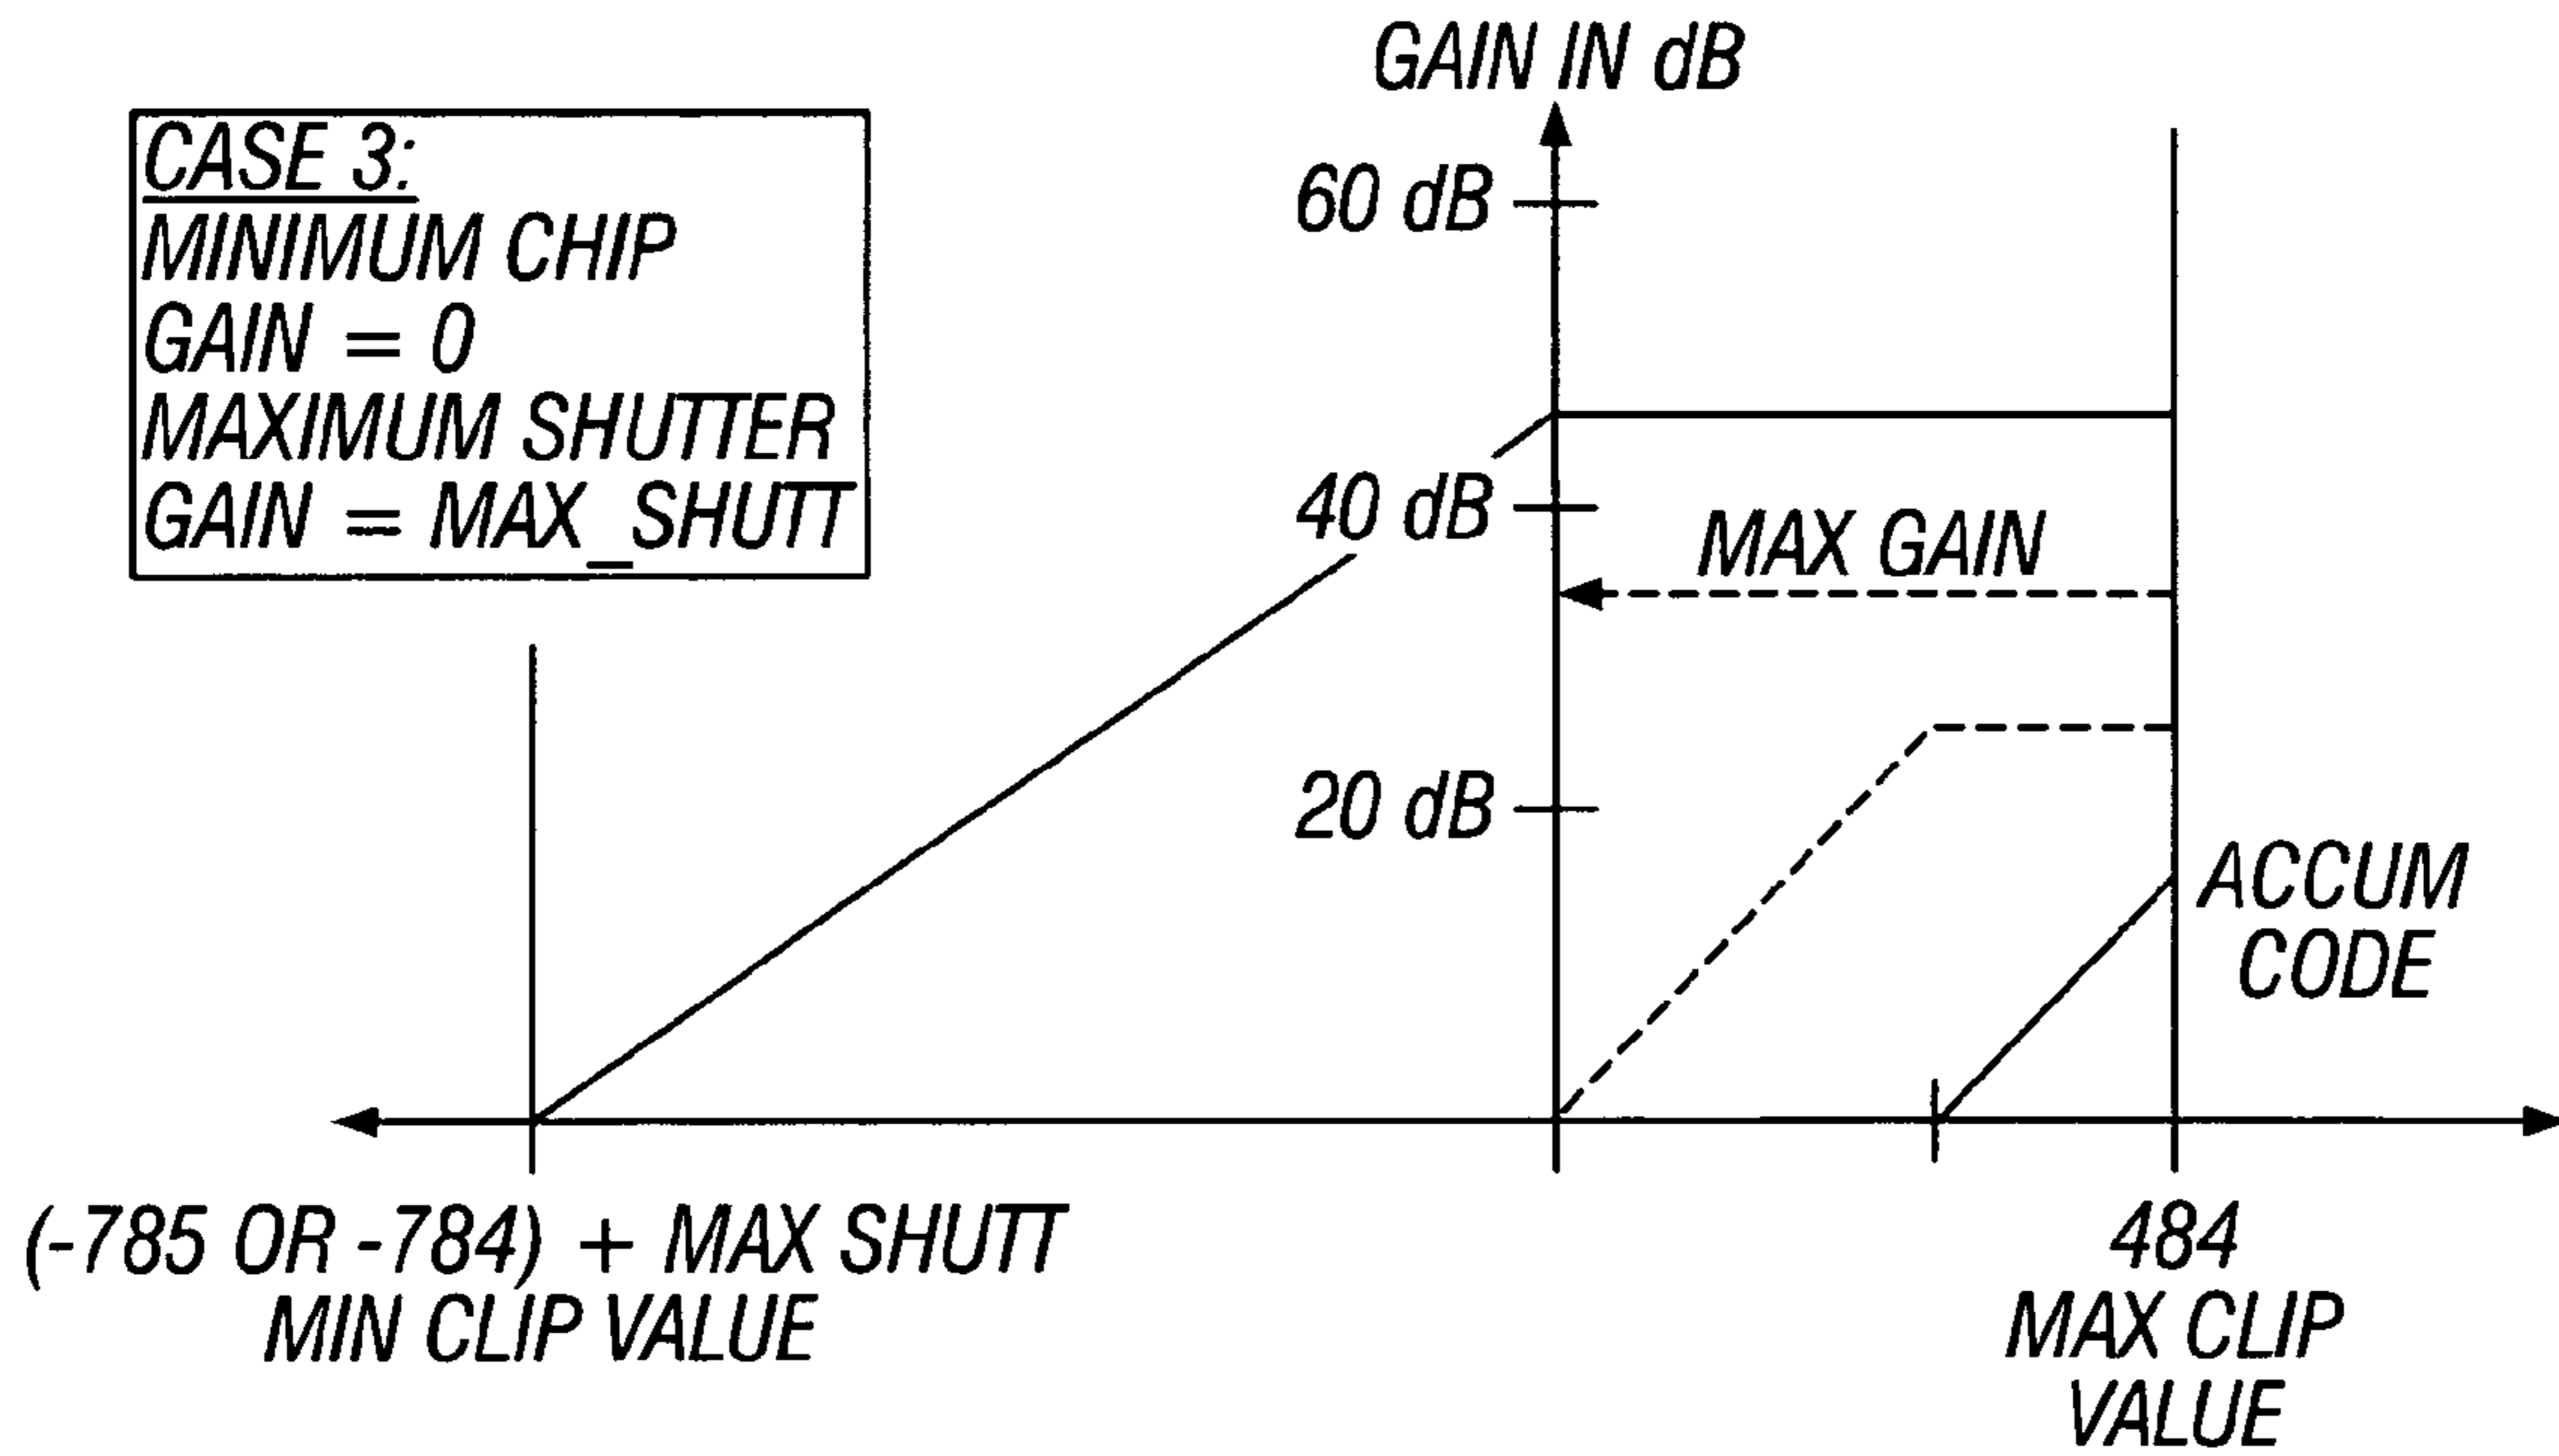 GAIN IN dB
CASE 3:
MINIMUM CHIP
GAIN = 0
MAXIMUM SHUTTER
GAIN = MAX_SHUTT
60 dB
40 dB
MAX GAIN
20 dB
ACCUM
CODE
(-785 OR -784) + MAX SHUTT
MIN CLIP VALUE
484
MAX CLIP
VALUE